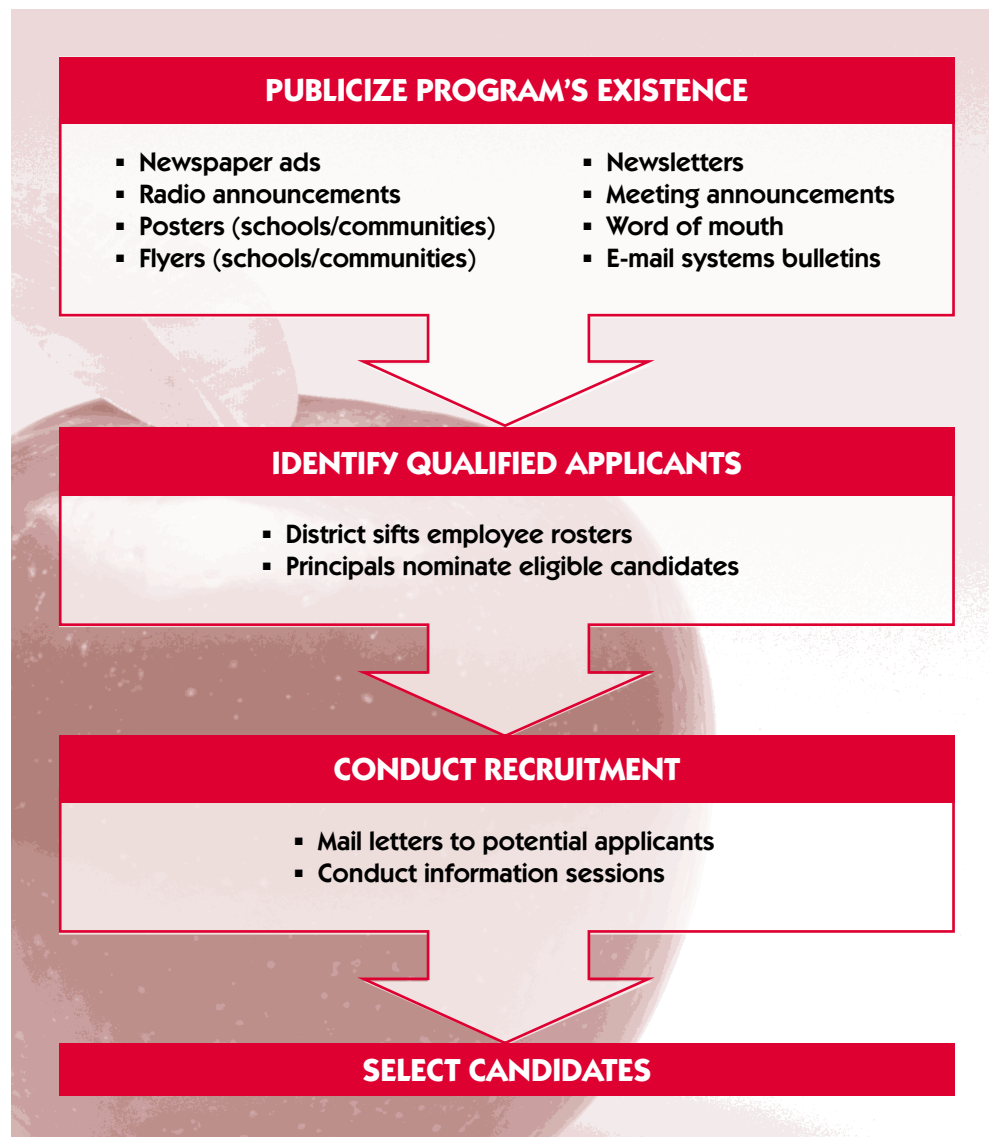 PUBLICIZE PROGRAM'S EXISTENCE
▪ Newspaper ads
▪ Radio announcements
▪ Posters (schools/communities)
▪ Flyers (schools/communities)
▪ Newsletters
▪ Meeting announcements
▪ Word of mouth
▪ E-mail systems bulletins
IDENTIFY QUALIFIED APPLICANTS
▪ District sifts employee rosters
▪ Principals nominate eligible candidates
CONDUCT RECRUITMENT
▪ Mail letters to potential applicants
▪ Conduct information sessions
SELECT CANDIDATES